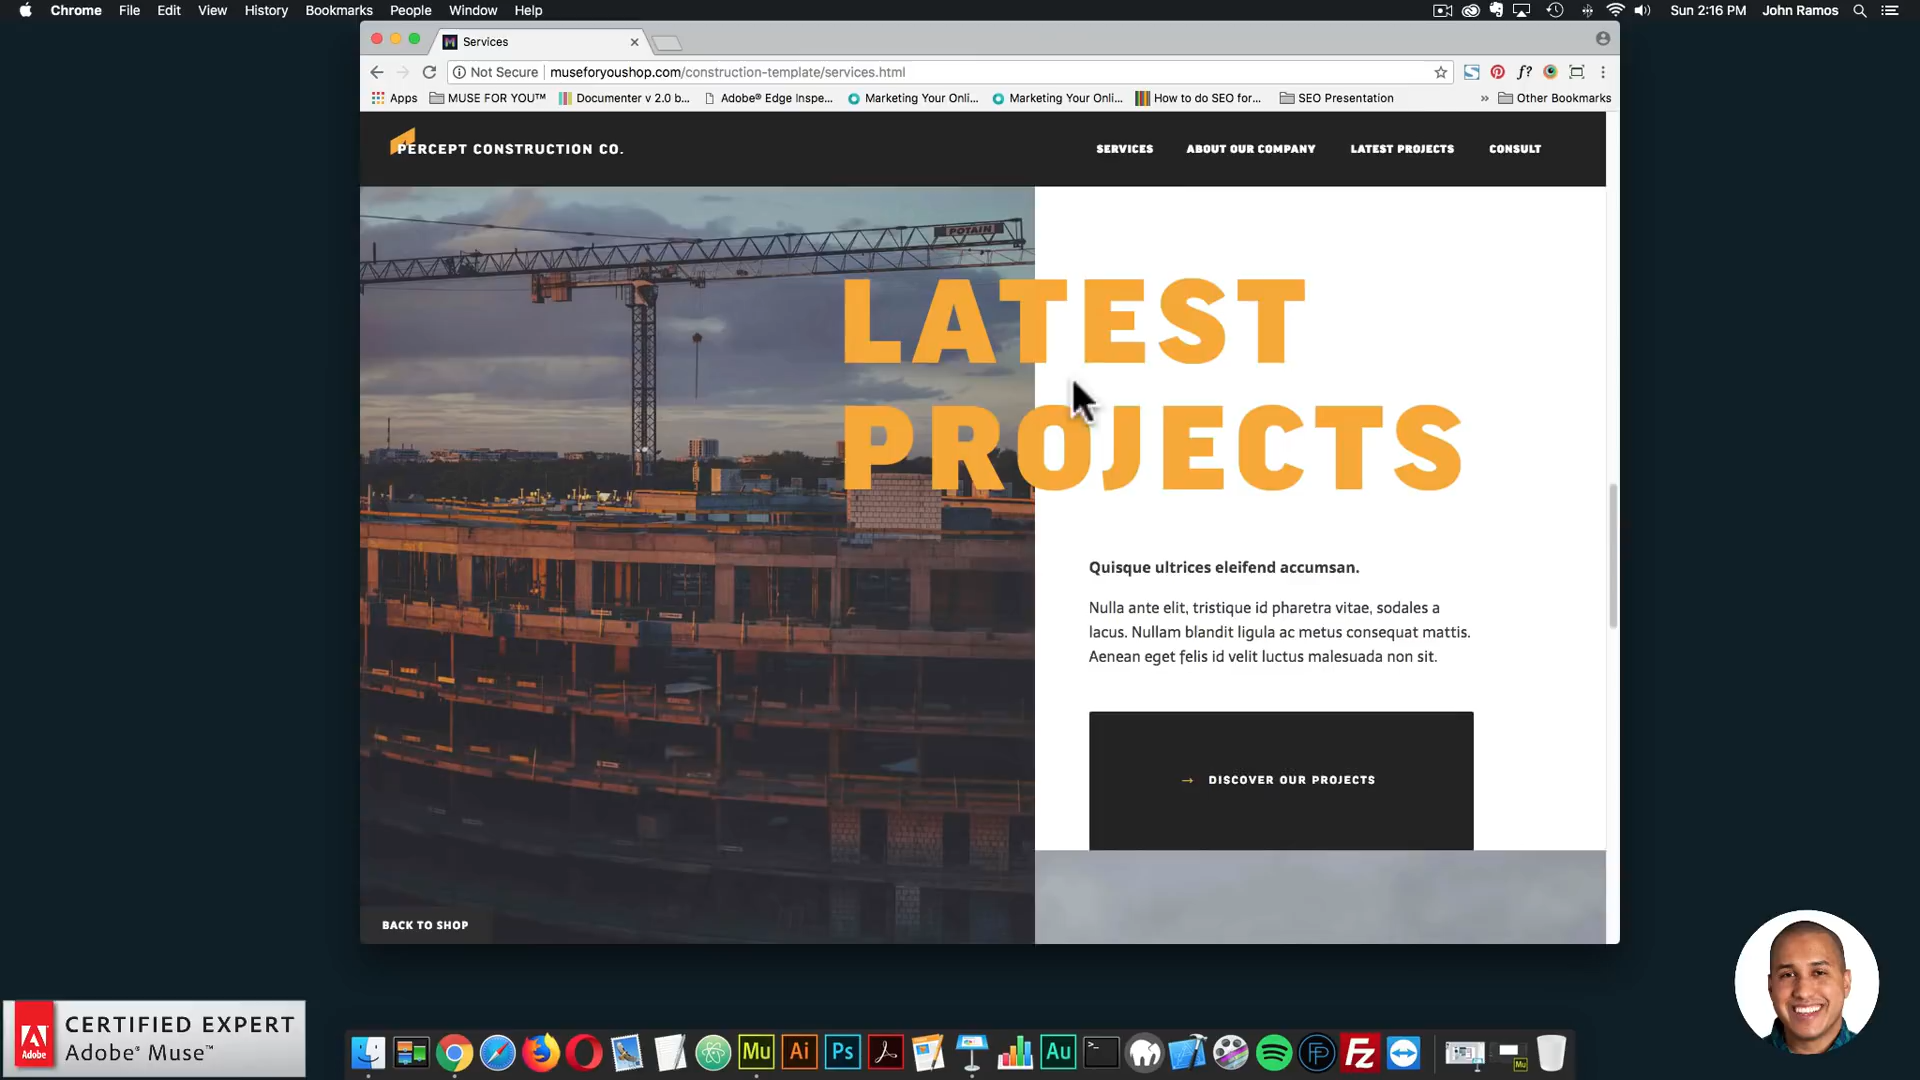 Chrome File Edit View History Bookmarks People Window Help
Sun 2:16 PM John Ramos
Services
Not Secure museforyoushop.com/construction-template/services.html
f?
Apps MUSE FOR YOU™ Documenter v 2.0 b... Adobe® Edge Inspe... Marketing Your Onli... Marketing Your Onli... How to do SEO for... SEO Presentation » Other Bookmarks
PERCEPT CONSTRUCTION CO.
SERVICES ABOUT OUR COMPANY LATEST PROJECTS CONSULT
POTAIN
LATEST
PROJECTS
Quisque ultrices eleifend accumsan.
Nulla ante elit, tristique id pharetra vitae, sodales a
lacus. Nullam blandit ligula ac metus consequat mattis.
Aenean eget felis id velit luctus malesuada non sit.
→ DISCOVER OUR PROJECTS
BACK TO SHOP
Adobe
CERTIFIED EXPERT
Adobe® Muse™
Mu Ai Ps Au FP Fz Mu